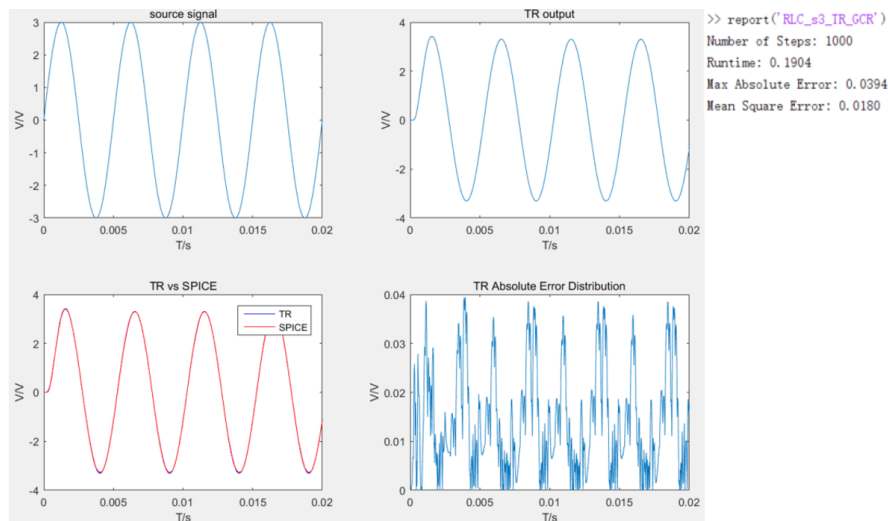 source signal
3
2
1
0
-1
-2
-3
V/V
0
0.005
0.01
0.015
0.02
T/s
TR output
4
2
0
-2
-4
V/V
0
0.005
0.01
0.015
0.02
T/s
>> report('RLC_s3_TR_GCR')
Number of Steps: 1000
Runtime: 0.1904
Max Absolute Error: 0.0394
Mean Square Error: 0.0180
TR vs SPICE
4
2
0
-2
-4
V/V
TR
SPICE
0
0.005
0.01
0.015
0.02
T/s
TR Absolute Error Distribution
0.04
0.03
0.02
0.01
0
V/V
0
0.005
0.01
0.015
0.02
T/s